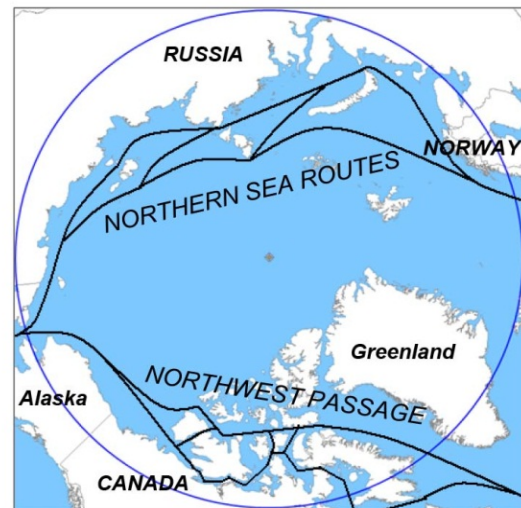 RUSSIA
NORWAY
NORTHERN SEA ROUTES
Greenland
NORTHWEST PASSAGE
Alaska
CANADA